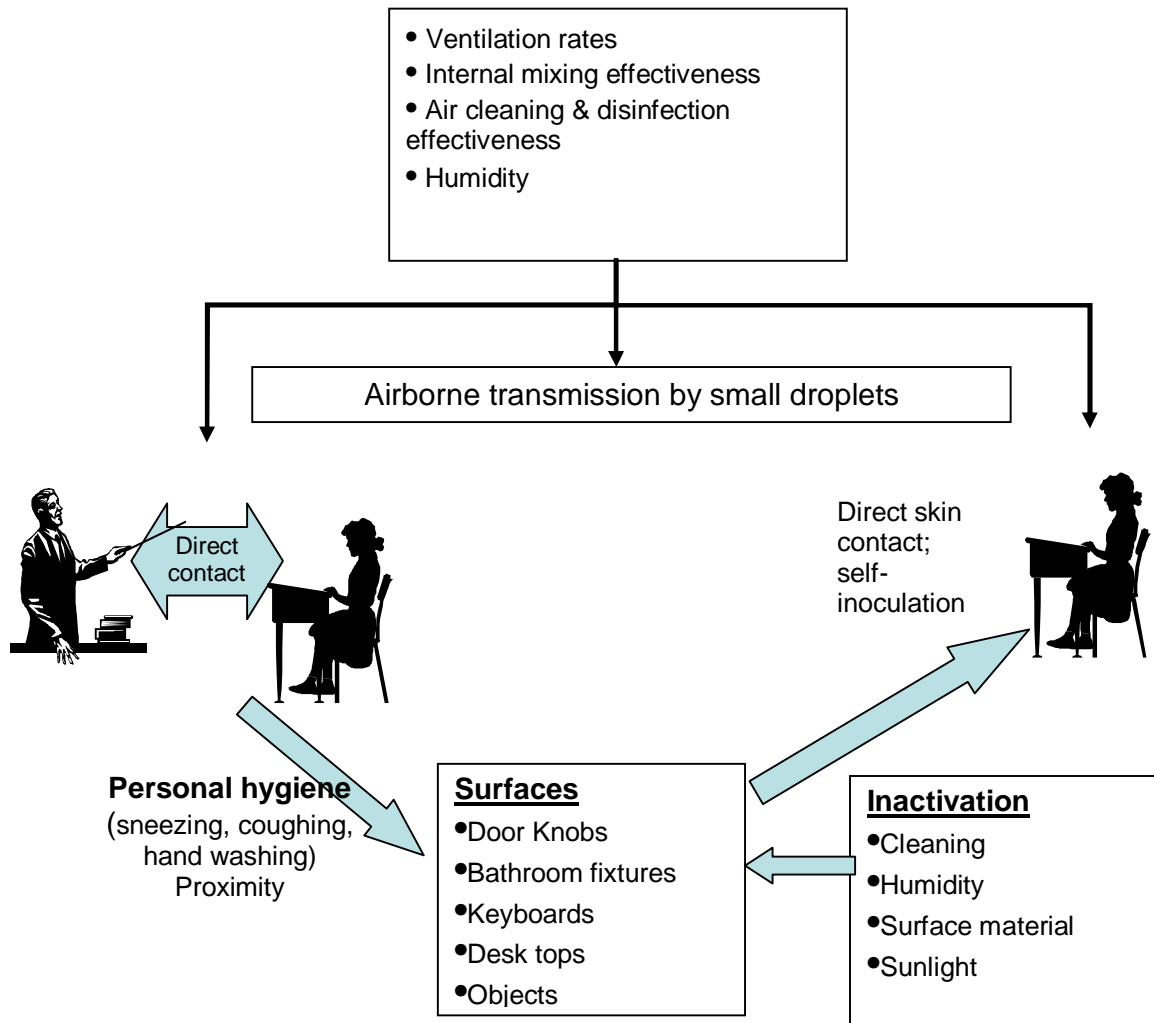 • Ventilation rates
• Internal mixing effectiveness
• Air cleaning & disinfection
effectiveness
• Humidity
Airborne transmission by small droplets
Direct
contact
Direct skin
contact;
self-
inoculation
Personal hygiene
(sneezing, coughing,
hand washing)
Proximity
Surfaces
•Door Knobs
•Bathroom fixtures
•Keyboards
•Desk tops
•Objects
Inactivation
•Cleaning
•Humidity
•Surface material
•Sunlight